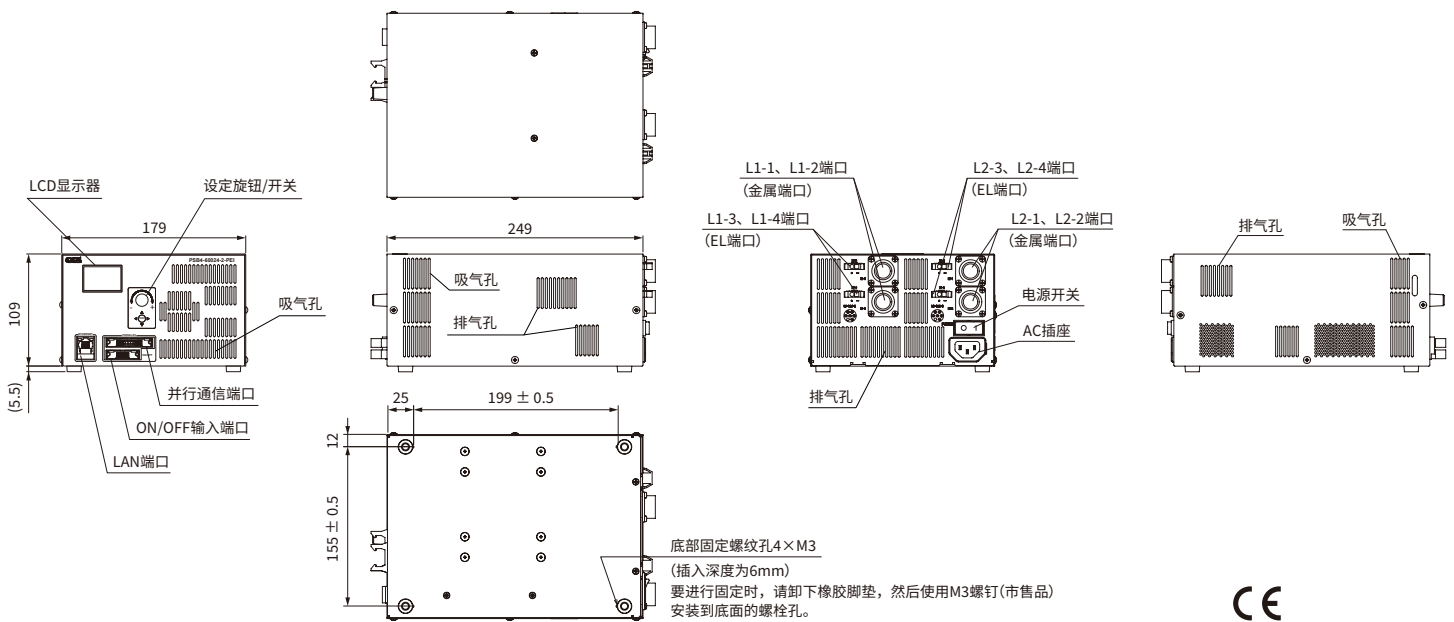 LCD显示器
设定旋钮/开关
179
CCS
PSB4-60024-2-PEI
109
(5.5)
吸气孔
并行通信端口
ON/OFF输入端口
LAN端口
249
吸气孔
排气孔
25
199 ± 0.5
12
155 ± 0.5
底部固定螺纹孔4×M3
(插入深度为6mm)
要进行固定时，请卸下橡胶脚垫，然后使用M3螺钉(市售品)
安装到底面的螺栓孔。
L1-1、L1-2端口
(金属端口)
L2-3、L2-4端口
(EL端口)
L1-3、L1-4端口
(EL端口)
L2-1、L2-2端口
(金属端口)
电源开关
AC插座
排气孔
排气孔
吸气孔
CE